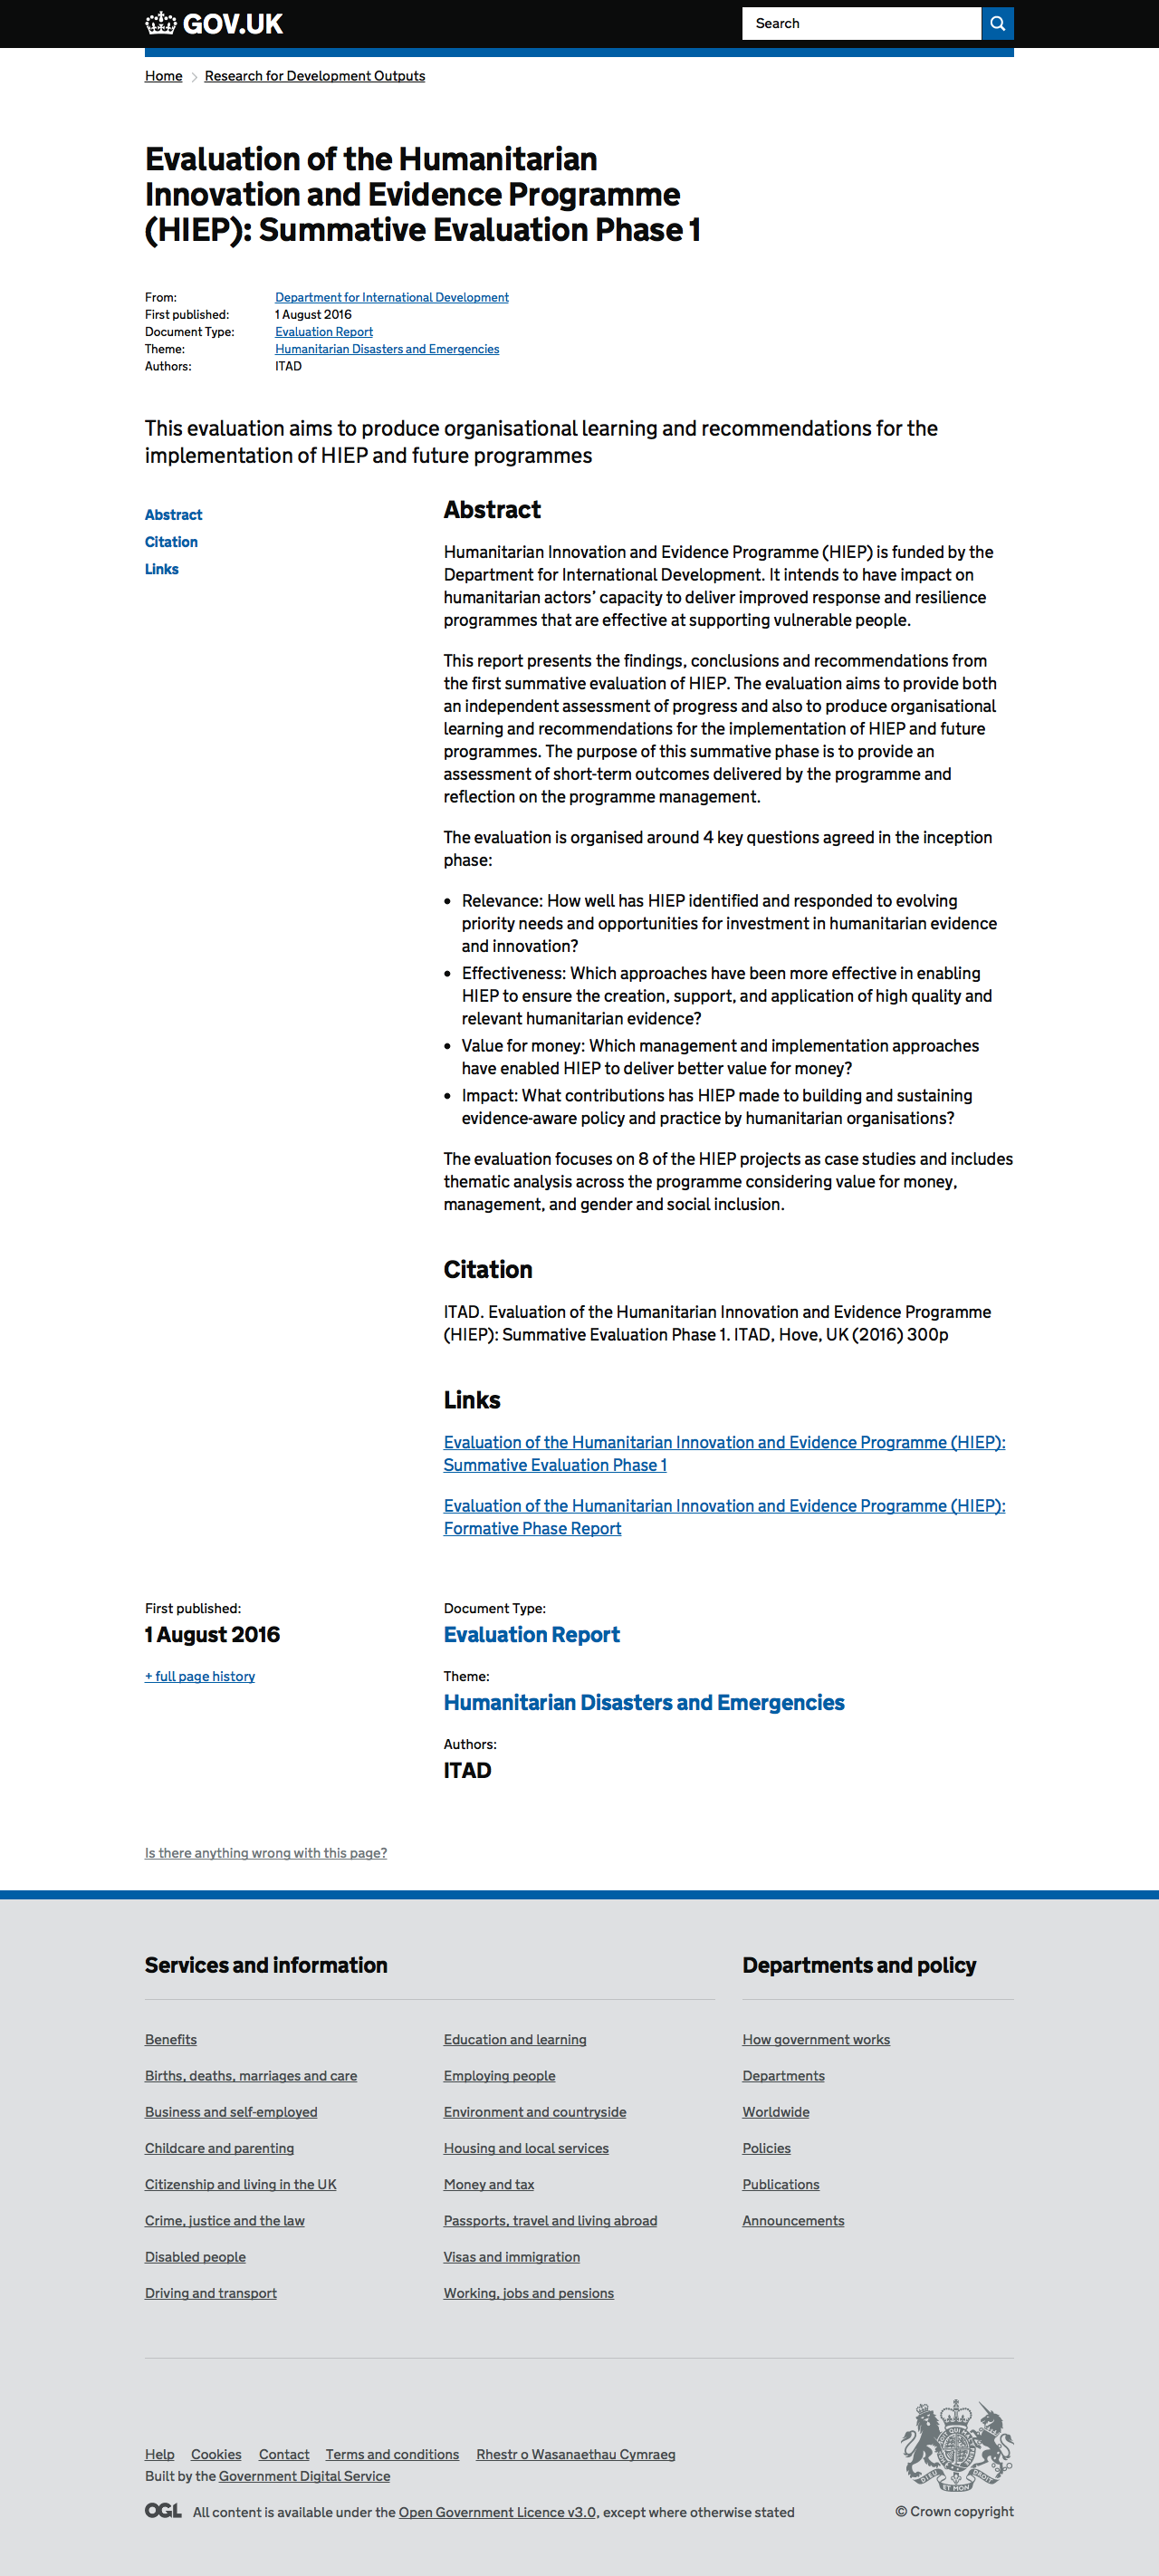 GOV.UK
Search
Home
Research for Development Outputs
Evaluation of the Humanitarian
Innovation and Evidence Programme
(HIEP): Summative Evaluation Phase 1
From: Department for International Development
First published: 1 August 2016
Document Type: Evaluation Report
Theme: Humanitarian Disasters and Emergencies
Authors: ITAD
This evaluation aims to produce organisational learning and recommendations for the
implementation of HIEP and future programmes
Abstract
Citation
Links
Abstract
Humanitarian Innovation and Evidence Programme (HIEP) is funded by the
Department for International Development. It intends to have impact on
humanitarian actors’ capacity to deliver improved response and resilience
programmes that are effective at supporting vulnerable people.
This report presents the findings, conclusions and recommendations from
the first summative evaluation of HIEP. The evaluation aims to provide both
an independent assessment of progress and also to produce organisational
learning and recommendations for the implementation of HIEP and future
programmes. The purpose of this summative phase is to provide an
assessment of short-term outcomes delivered by the programme and
reflection on the programme management.
The evaluation is organised around 4 key questions agreed in the inception
phase:
• Relevance: How well has HIEP identified and responded to evolving
priority needs and opportunities for investment in humanitarian evidence
and innovation?
• Effectiveness: Which approaches have been more effective in enabling
HIEP to ensure the creation, support, and application of high quality and
relevant humanitarian evidence?
• Value for money: Which management and implementation approaches
have enabled HIEP to deliver better value for money?
• Impact: What contributions has HIEP made to building and sustaining
evidence-aware policy and practice by humanitarian organisations?
The evaluation focuses on 8 of the HIEP projects as case studies and includes
thematic analysis across the programme considering value for money,
management, and gender and social inclusion.
Citation
ITAD. Evaluation of the Humanitarian Innovation and Evidence Programme
(HIEP): Summative Evaluation Phase 1. ITAD, Hove, UK (2016) 300p
Links
Evaluation of the Humanitarian Innovation and Evidence Programme (HIEP):
Summative Evaluation Phase 1
Evaluation of the Humanitarian Innovation and Evidence Programme (HIEP):
Formative Phase Report
First published:
1 August 2016
+ full page history
Document Type:
Evaluation Report
Theme:
Humanitarian Disasters and Emergencies
Authors:
ITAD
Is there anything wrong with this page?
Services and information
Benefits
Births, deaths, marriages and care
Business and self-employed
Childcare and parenting
Citizenship and living in the UK
Crime, justice and the law
Disabled people
Driving and transport
Education and learning
Employing people
Environment and countryside
Housing and local services
Money and tax
Passports, travel and living abroad
Visas and immigration
Working, jobs and pensions
Departments and policy
How government works
Departments
Worldwide
Policies
Publications
Announcements
Help Cookies Contact Terms and conditions Rhestr o Wasanaethau Cymraeg
Built by the Government Digital Service
OGL All content is available under the Open Government Licence v3.0, except where otherwise stated
DIEU ET MON DROIT
© Crown copyright